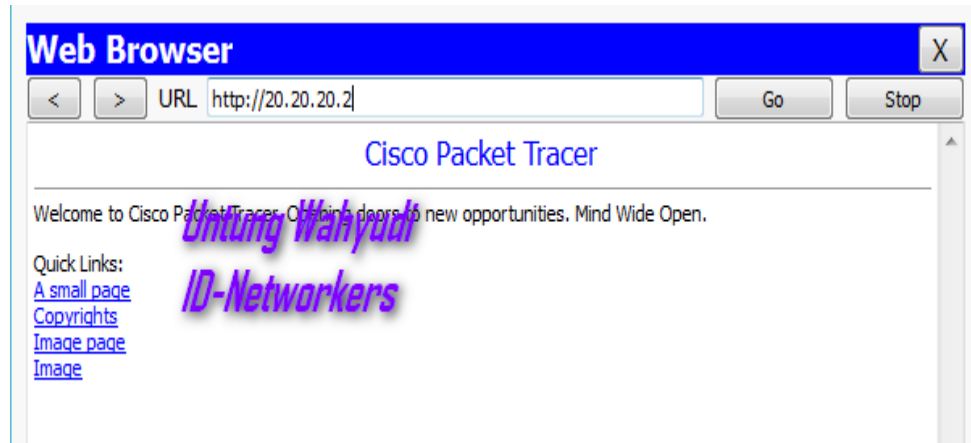 Web Browser X
< > URL http://20.20.20.2 Go Stop
Cisco Packet Tracer
Welcome to Cisco Packet Tracer. Opening doors to new opportunities. Mind Wide Open.
Untung Wahyudi
Quick Links:
ID-Networkers
A small page
Copyrights
Image page
Image